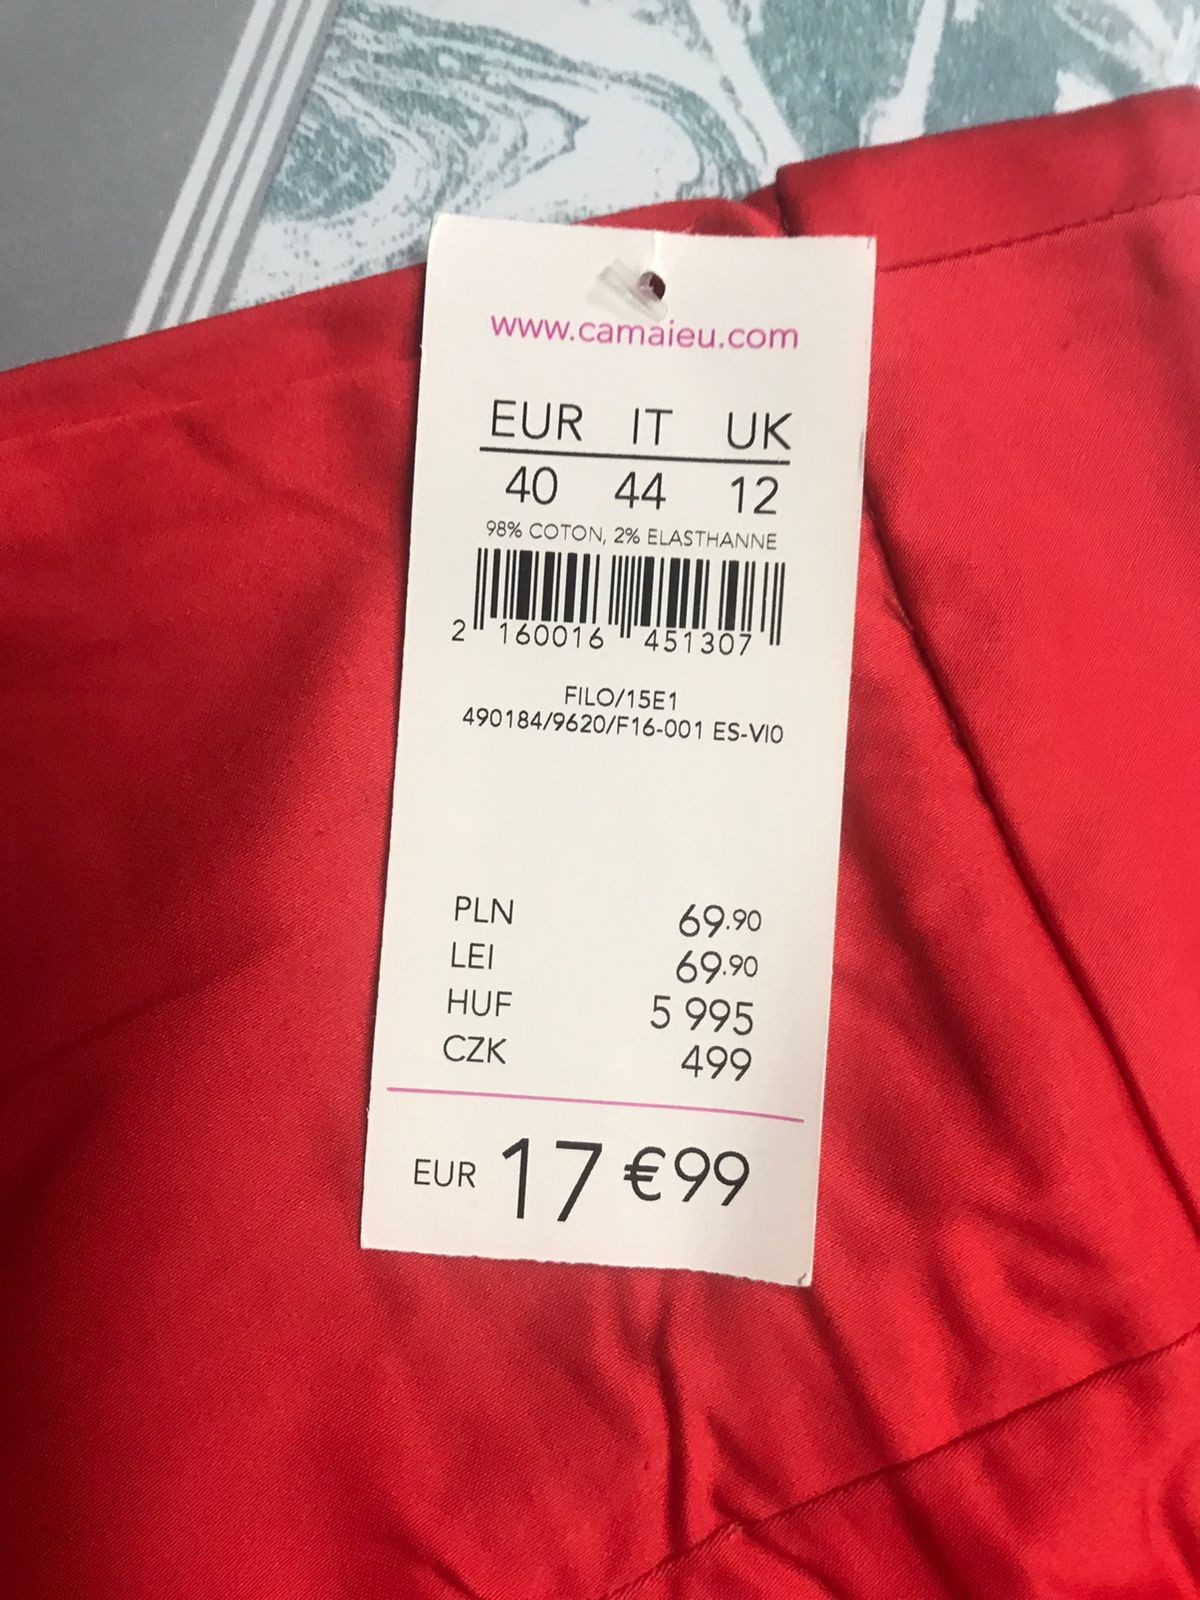 www.camaieu.com
EUR IT UK
40 44 12
98% COTON, 2% ELASTHANNE
2 160016 451307
FILO/15E1
490184/9620/F16-001 ES-VI0
PLN 69.90
LEI 69.90
HUF 5 995
CZK 499
EUR 17 €99